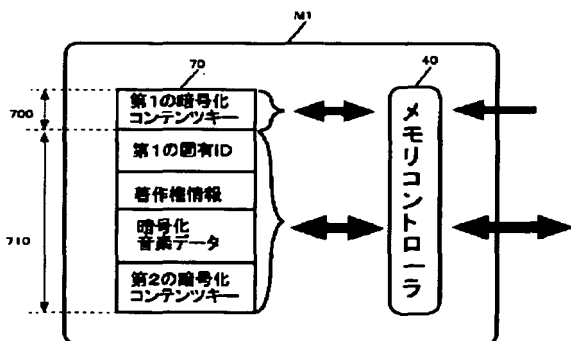 M1
70
40
700
710
第1の暗号化
コンテンツキー
第1の固有ID
著作権情報
暗号化
音楽データ
第2の暗号化
コンテンツキー
メモリコントローラ